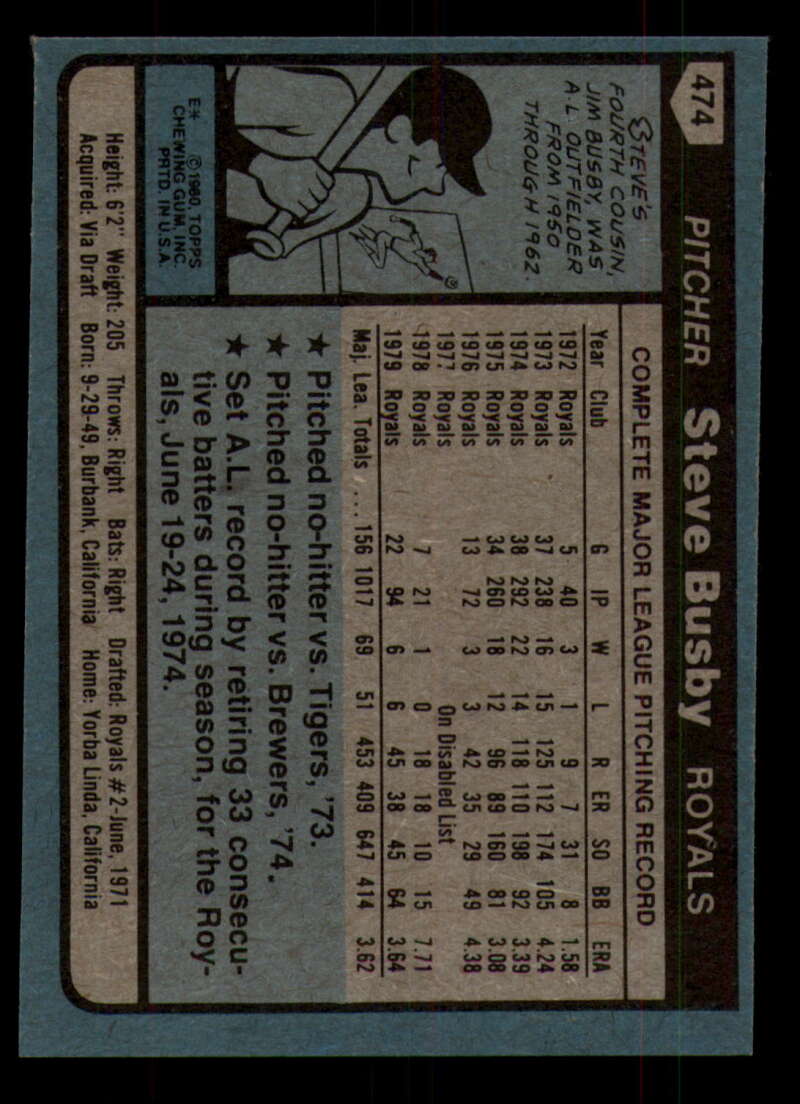 474 PITCHER Steve Busby ROYALS
STEVE'S
FOURTH COUSIN,
JIM BUSBY, WAS
A.L. OUTFIELDER
FROM 1950
THROUGH 1962.
E* ©1980 TOPPS
CHEWING GUM, INC.
PRTD. IN U.S.A.
COMPLETE MAJOR LEAGUE PITCHING RECORD
Year Club G IP W L R ER SO BB ERA
1972 Royals 5 40 3 1 9 7 31 8 1.58
1973 Royals 37 238 16 15 125 112 174 105 4.24
1974 Royals 38 292 22 14 118 110 198 92 3.39
1975 Royals 34 260 18 12 96 89 160 81 3.08
1976 Royals 13 72 3 3 42 35 29 49 4.38
1977 Royals On Disabled List
1978 Royals 7 21 1 0 18 18 10 15 7.71
1979 Royals 22 94 6 6 45 38 45 64 3.64
Maj. Lea. Totals .... 156 1017 69 51 453 409 647 414 3.62
★ Pitched no-hitter vs. Tigers, '73.
★ Pitched no-hitter vs. Brewers, '74.
★ Set A.L. record by retiring 33 consecu-
tive batters during season, for the Roy-
als, June 19-24, 1974.
Height: 6'2" Weight: 205 Throws: Right Bats: Right Drafted: Royals #2-June, 1971
Acquired: Via Draft Born: 9-29-49, Burbank, California Home: Yorba Linda, California